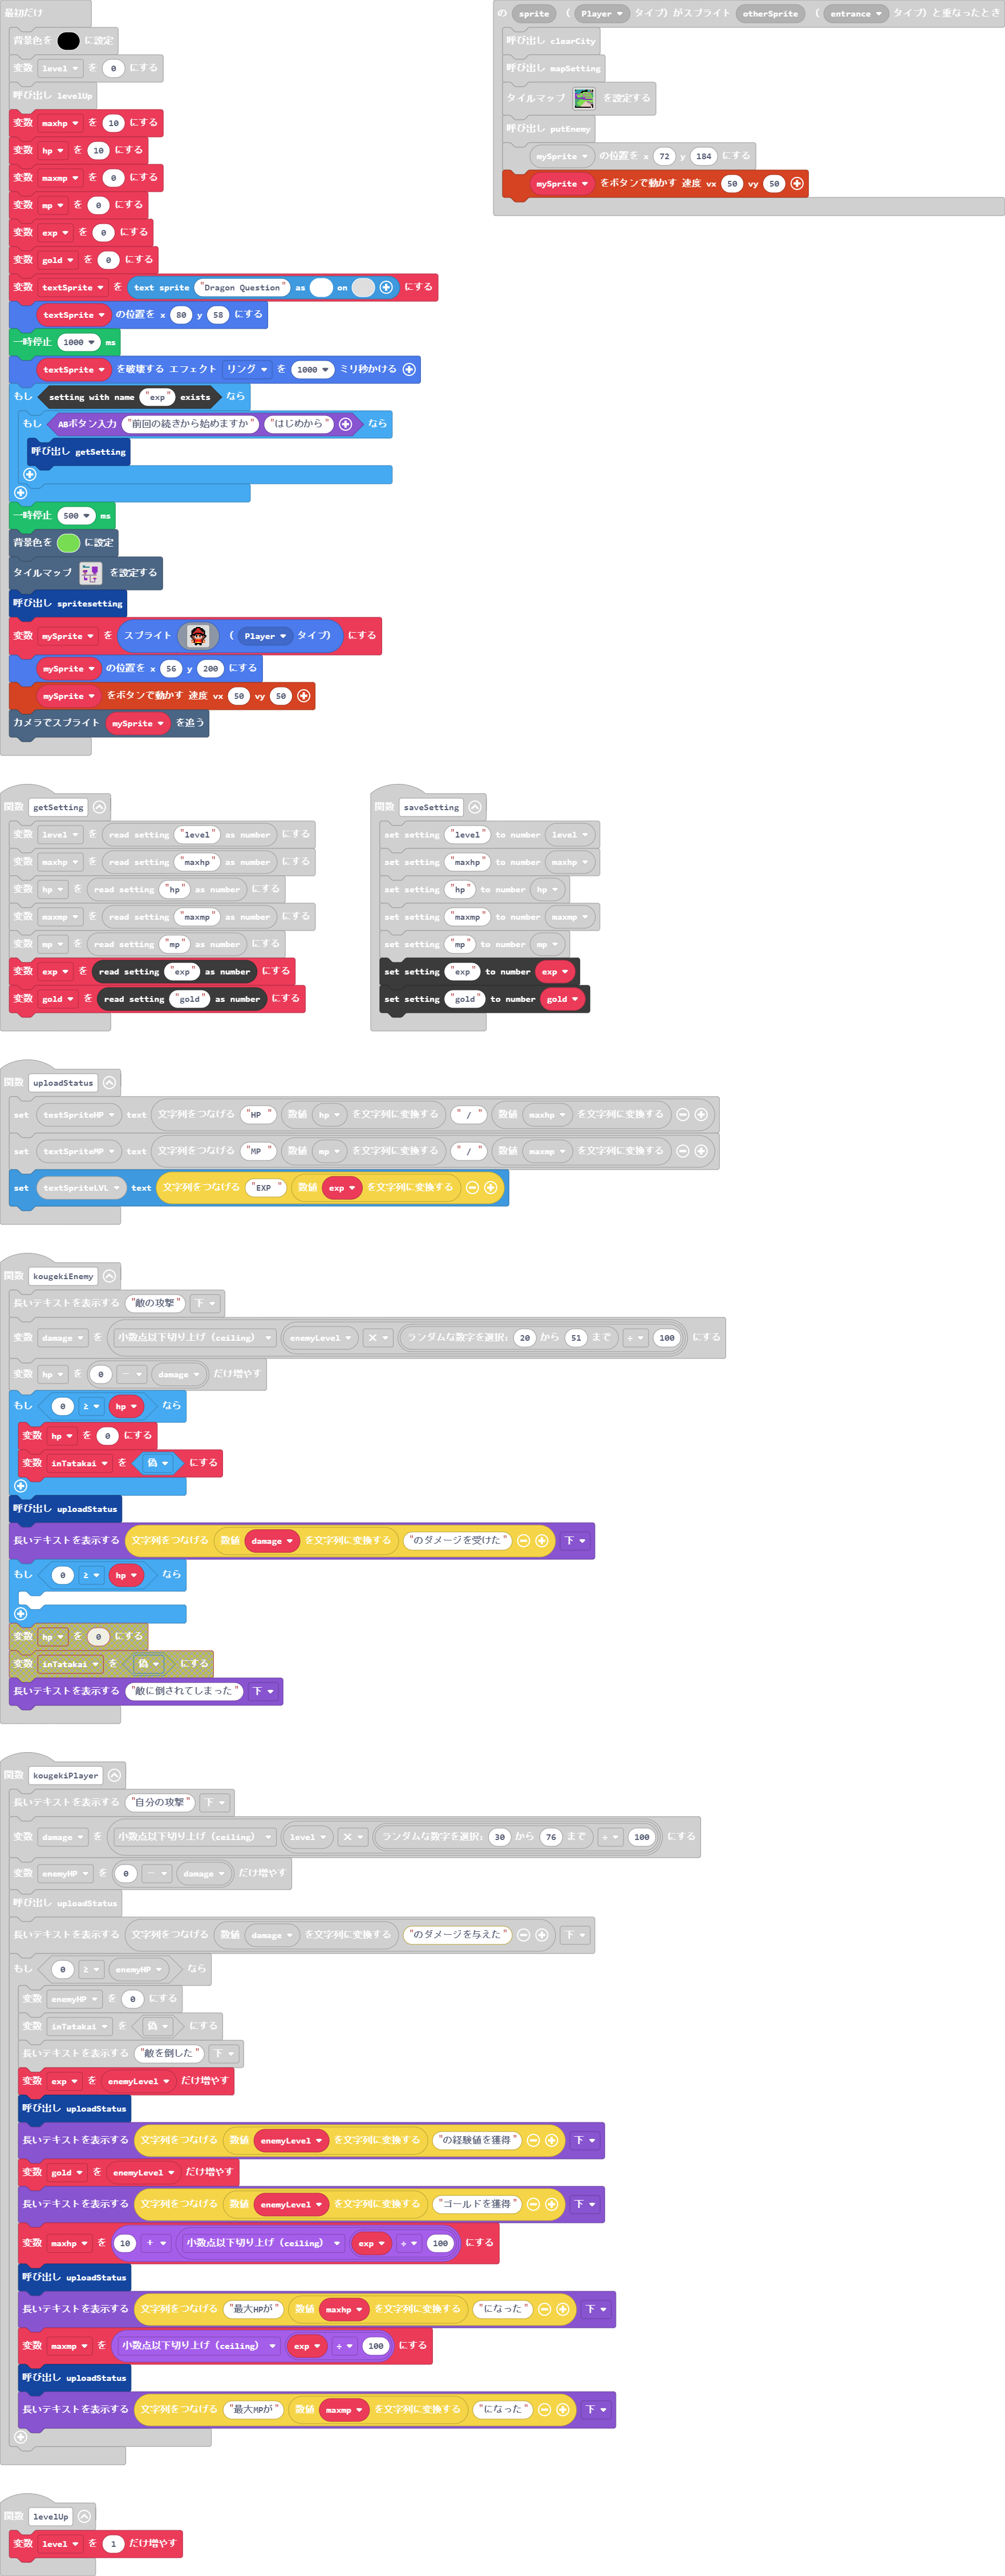 最初だけ
背景色を に設定
変数 level を 0 にする
呼び出し levelUp
変数 maxhp を 10 にする
変数 hp を 10 にする
変数 maxmp を 0 にする
変数 mp を 0 にする
変数 exp を 0 にする
変数 gold を 0 にする
変数 textSprite を text sprite "Dragon Question" as on にする
textSprite の位置を x 80 y 58 にする
一時停止 1000 ms
textSprite を破壊する エフェクト リング を 1000 ミリ秒かける
もし setting with name "exp" exists なら
もし ABボタン入力 "前回の続きから始めますか" "はじめから" なら
呼び出し getSetting
一時停止 500 ms
背景色を に設定
タイルマップ を設定する
呼び出し spritesetting
変数 mySprite を スプライト ( Player タイプ) にする
mySprite の位置を x 56 y 200 にする
mySprite をボタンで動かす 速度 vx 50 vy 50
カメラでスプライト mySprite を追う
の sprite ( Player タイプ) がスプライト otherSprite ( entrance タイプ) と重なったとき
呼び出し clearCity
呼び出し mapSetting
タイルマップ を設定する
呼び出し putEnemy
mySprite の位置を x 72 y 184 にする
mySprite をボタンで動かす 速度 vx 50 vy 50
関数 getSetting
変数 level を read setting "level" as number にする
変数 maxhp を read setting "maxhp" as number にする
変数 hp を read setting "hp" as number にする
変数 maxmp を read setting "maxmp" as number にする
変数 mp を read setting "mp" as number にする
変数 exp を read setting "exp" as number にする
変数 gold を read setting "gold" as number にする
関数 saveSetting
set setting "level" to number level
set setting "maxhp" to number maxhp
set setting "hp" to number hp
set setting "maxmp" to number maxmp
set setting "mp" to number mp
set setting "exp" to number exp
set setting "gold" to number gold
関数 uploadStatus
set textSpriteHP text 文字列をつなげる "HP " 数値 hp を文字列に変換する " / " 数値 maxhp を文字列に変換する
set textSpriteMP text 文字列をつなげる "MP " 数値 mp を文字列に変換する " / " 数値 maxmp を文字列に変換する
set textSpriteLVL text 文字列をつなげる "EXP " 数値 exp を文字列に変換する
関数 kougekiEnemy
長いテキストを表示する "敵の攻撃" 下
変数 damage を 小数点以下切り上げ (ceiling) enemyLevel × ランダムな数字を選択: 20 から 51 まで ÷ 100 にする
変数 hp を 0 - damage だけ増やす
もし 0 ≥ hp なら
変数 hp を 0 にする
変数 inTatakai を 偽 にする
呼び出し uploadStatus
長いテキストを表示する 文字列をつなげる 数値 damage を文字列に変換する "のダメージを受けた" 下
もし 0 ≥ hp なら
変数 hp を 0 にする
変数 inTatakai を 偽 にする
長いテキストを表示する "敵に倒されてしまった" 下
関数 kougekiPlayer
長いテキストを表示する "自分の攻撃" 下
変数 damage を 小数点以下切り上げ (ceiling) level × ランダムな数字を選択: 30 から 76 まで ÷ 100 にする
変数 enemyHP を 0 - damage だけ増やす
呼び出し uploadStatus
長いテキストを表示する 文字列をつなげる 数値 damage を文字列に変換する "のダメージを与えた" 下
もし 0 ≥ enemyHP なら
変数 enemyHP を 0 にする
変数 inTatakai を 偽 にする
長いテキストを表示する "敵を倒した" 下
変数 exp を enemyLevel だけ増やす
呼び出し uploadStatus
長いテキストを表示する 文字列をつなげる 数値 enemyLevel を文字列に変換する "の経験値を獲得" 下
変数 gold を enemyLevel だけ増やす
長いテキストを表示する 文字列をつなげる 数値 enemyLevel を文字列に変換する "ゴールドを獲得" 下
変数 maxhp を 10 + 小数点以下切り上げ (ceiling) exp ÷ 100 にする
呼び出し uploadStatus
長いテキストを表示する 文字列をつなげる "最大HPが" 数値 maxhp を文字列に変換する "になった" 下
変数 maxmp を 小数点以下切り上げ (ceiling) exp ÷ 100 にする
呼び出し uploadStatus
長いテキストを表示する 文字列をつなげる "最大MPが" 数値 maxmp を文字列に変換する "になった" 下
関数 levelUp
変数 level を 1 だけ増やす